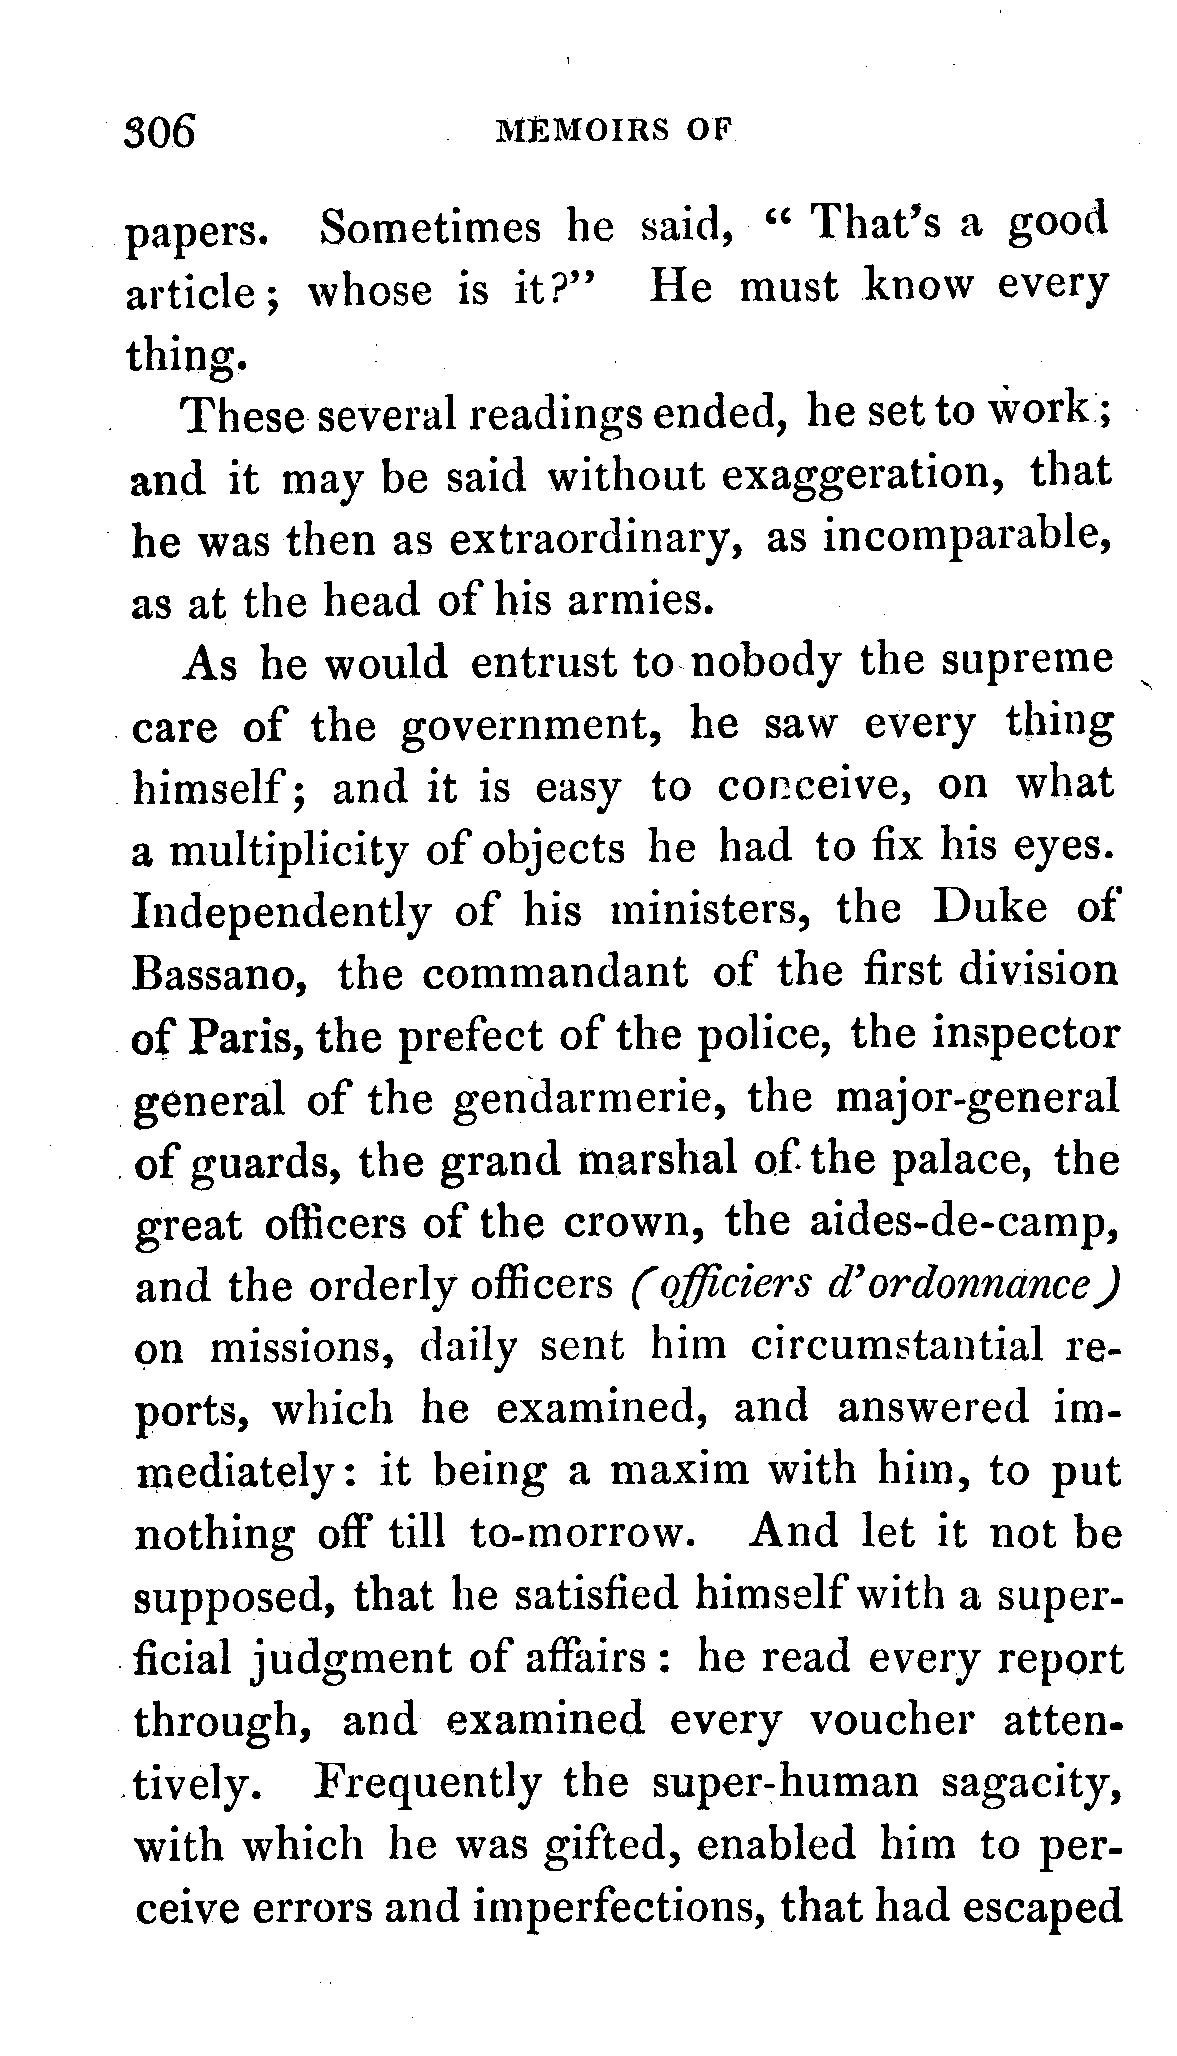 306 MEMOIRS OF
papers. Sometimes he said, “ That's a good
article ; whose is it?” He must know every
thing.
These several readings ended, he set to work ;
and it may be said without exaggeration, that
he was then as extraordinary, as incomparable,
as at the head of his armies.
As he would entrust to nobody the supreme
care of the government, he saw every thing
himself ; and it is easy to conceive, on what
a multiplicity of objects he had to fix his eyes.
Independently of his ministers, the Duke of
Bassano, the commandant of the first division
of Paris, the prefect of the police, the inspector
general of the gendarmerie, the major-general
of guards, the grand marshal of the palace, the
great officers of the crown, the aides-de-camp,
and the orderly officers (officiers d'ordonnance)
on missions, daily sent him circumstantial re-
ports, which he examined, and answered im-
mediately : it being a maxim with him, to put
nothing off till to-morrow. And let it not be
supposed, that he satisfied himself with a super-
ficial judgment of affairs : he read every report
through, and examined every voucher atten-
tively. Frequently the super-human sagacity,
with which he was gifted, enabled him to per-
ceive errors and imperfections, that had escaped